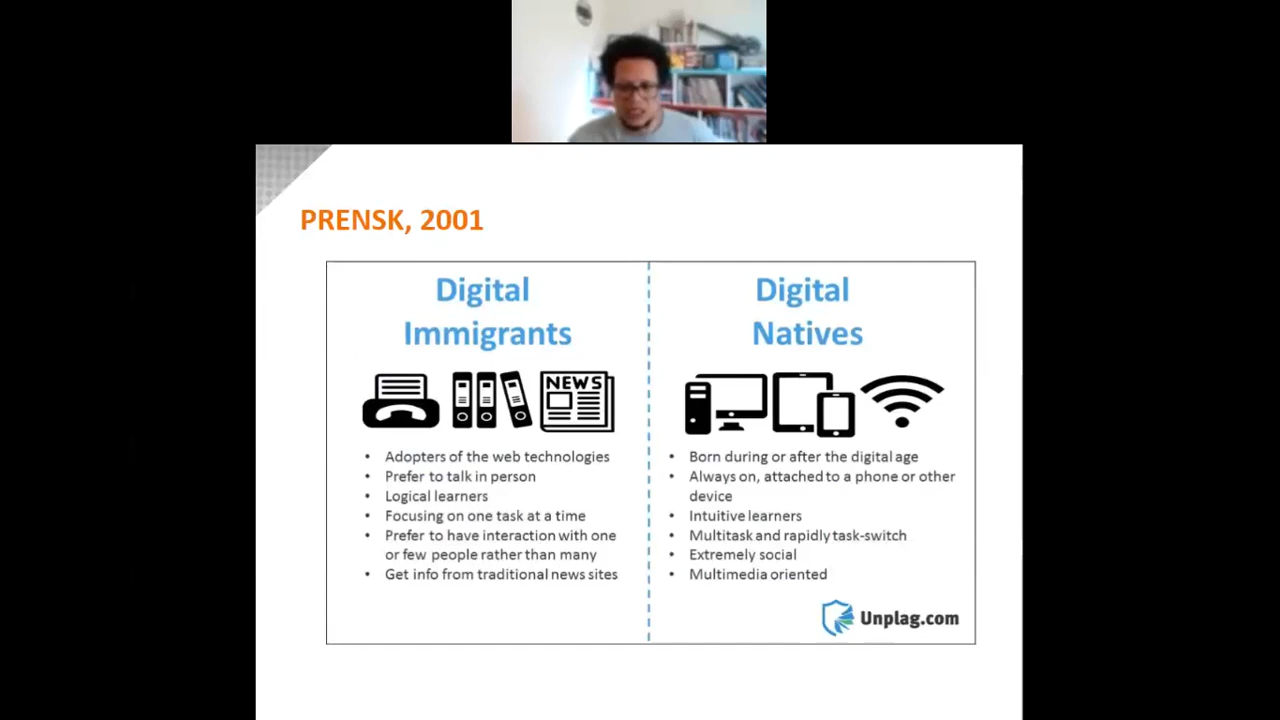 PRENSK, 2001
Digital
Immigrants
NEWS
• Adopters of the web technologies
• Prefer to talk in person
• Logical learners
• Focusing on one task at a time
• Prefer to have interaction with one
or few people rather than many
• Get info from traditional news sites
Digital
Natives
• Born during or after the digital age
• Always on, attached to a phone or other
device
• Intuitive learners
• Multitask and rapidly task-switch
• Extremely social
• Multimedia oriented
Unplag.com